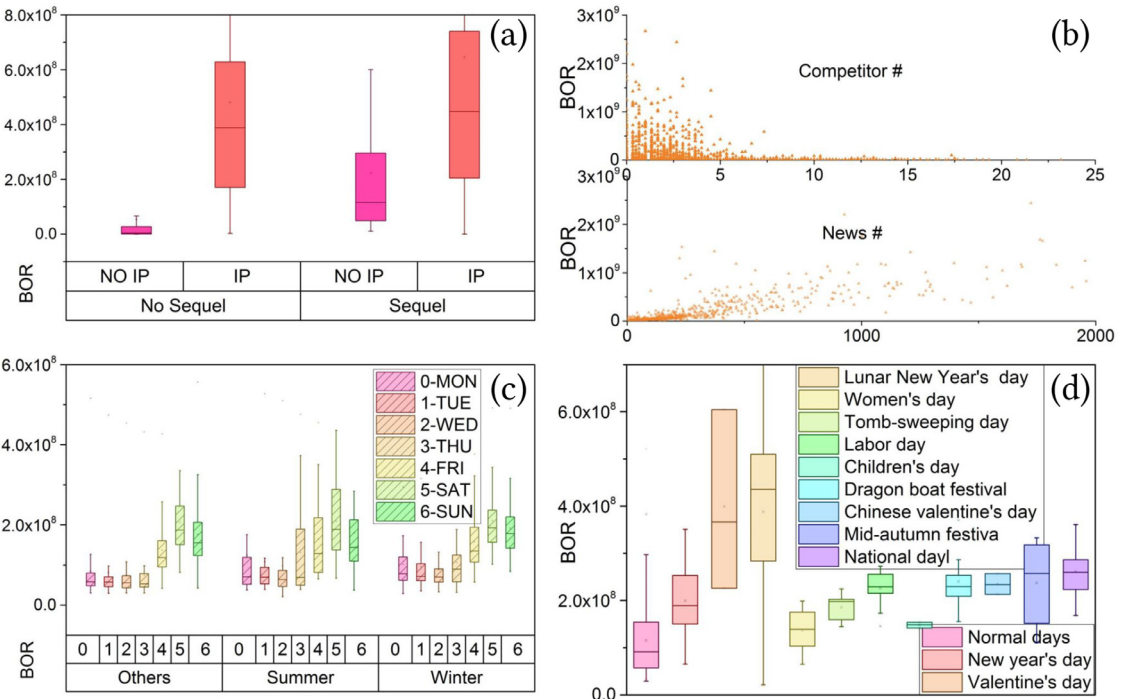 (a)
8.0x10⁸
6.0x10⁸
4.0x10⁸
2.0x10⁸
0.0
BOR
NO IP IP NO IP IP
No Sequel Sequel
(b)
3x10⁹
2x10⁹
1x10⁹
0
BOR
Competitor #
0 5 10 15 20 25
3x10⁹
2x10⁹
1x10⁹
0
BOR
News #
0 1000 2000
(c)
6.0x10⁸
4.0x10⁸
2.0x10⁸
0.0
BOR
0-MON
1-TUE
2-WED
3-THU
4-FRI
5-SAT
6-SUN
0 1 2 3 4 5 6 0 1 2 3 4 5 6 0 1 2 3 4 5 6
Others Summer Winter
(d)
6.0x10⁸
4.0x10⁸
2.0x10⁸
0.0
BOR
Lunar New Year's day
Women's day
Tomb-sweeping day
Labor day
Children's day
Dragon boat festival
Chinese valentine's day
Mid-autumn festiva
National dayl
Normal days
New year's day
Valentine's day